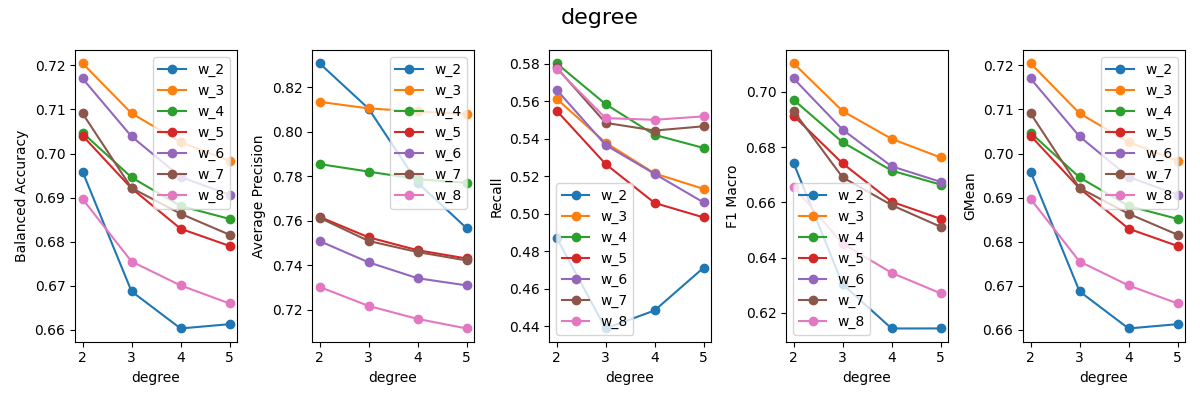 degree
Balanced Accuracy
0.72
0.71
0.70
0.69
0.68
0.67
0.66
2 3 4 5
degree
w_2
w_3
w_4
w_5
w_6
w_7
w_8
Average Precision
0.82
0.80
0.78
0.76
0.74
0.72
2 3 4 5
degree
w_2
w_3
w_4
w_5
w_6
w_7
w_8
Recall
0.58
0.56
0.54
0.52
0.50
0.48
0.46
0.44
2 3 4 5
degree
w_2
w_3
w_4
w_5
w_6
w_7
w_8
F1 Macro
0.70
0.68
0.66
0.64
0.62
2 3 4 5
degree
w_2
w_3
w_4
w_5
w_6
w_7
w_8
GMean
0.72
0.71
0.70
0.69
0.68
0.67
0.66
2 3 4 5
degree
w_2
w_3
w_4
w_5
w_6
w_7
w_8